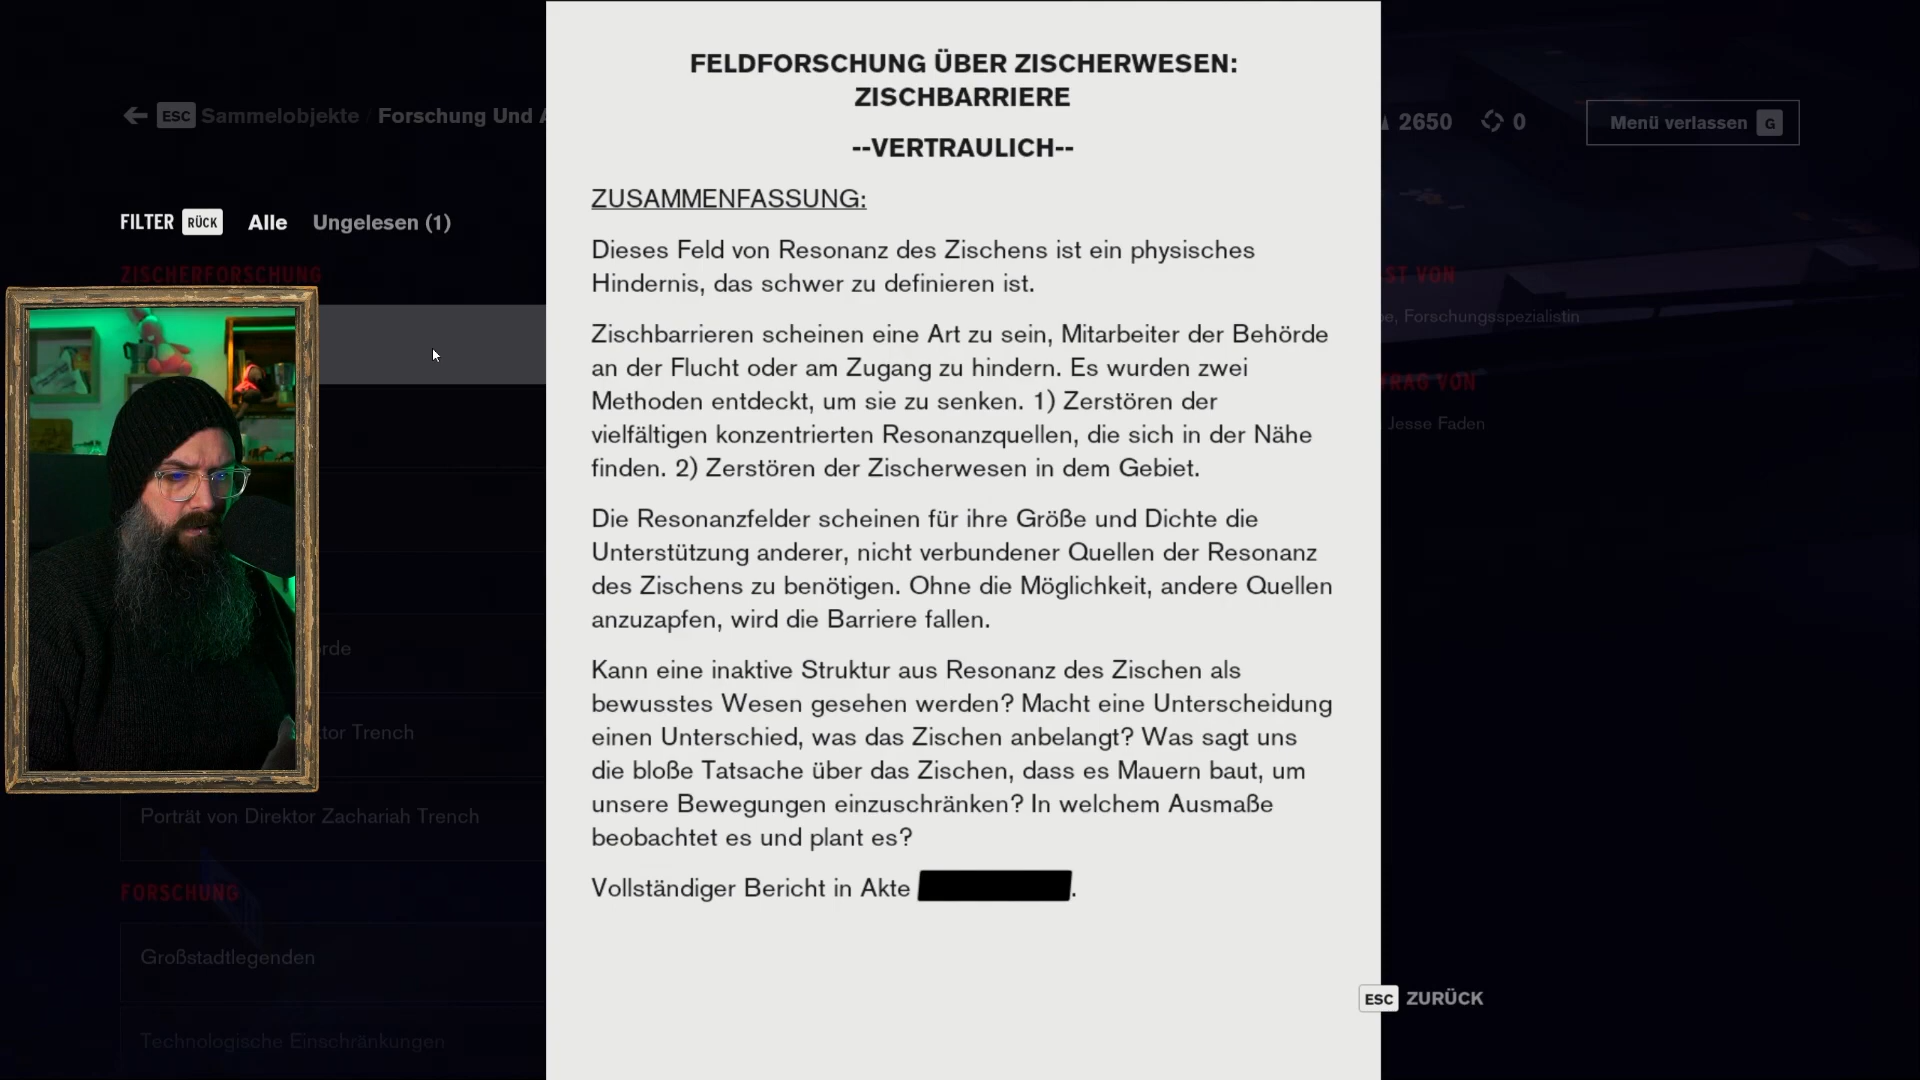 FELDFORSCHUNG ÜBER ZISCHERWESEN:
ZISCHBARRIERE
--VERTRAULICH--
ZUSAMMENFASSUNG:
Dieses Feld von Resonanz des Zischens ist ein physisches
Hindernis, das schwer zu definieren ist.
Zischbarrieren scheinen eine Art zu sein, Mitarbeiter der Behörde
an der Flucht oder am Zugang zu hindern. Es wurden zwei
Methoden entdeckt, um sie zu senken. 1) Zerstören der
vielfältigen konzentrierten Resonanzquellen, die sich in der Nähe
finden. 2) Zerstören der Zischerwesen in dem Gebiet.
Die Resonanzfelder scheinen für ihre Größe und Dichte die
Unterstützung anderer, nicht verbundener Quellen der Resonanz
des Zischens zu benötigen. Ohne die Möglichkeit, andere Quellen
anzuzapfen, wird die Barriere fallen.
Kann eine inaktive Struktur aus Resonanz des Zischen als
bewusstes Wesen gesehen werden? Macht eine Unterscheidung
einen Unterschied, was das Zischen anbelangt? Was sagt uns
die bloße Tatsache über das Zischen, dass es Mauern baut, um
unsere Bewegungen einzuschränken? In welchem Ausmaße
beobachtet es und plant es?
Vollständiger Bericht in Akte .
ESC Sammelobjekte / Forschung Und A
2650 0
Menü verlassen G
FILTER RÜCK Alle Ungelesen (1)
ZISCHERFORSCHUNG
rde
ktor Trench
Porträt von Direktor Zachariah Trench
FORSCHUNG
Großstadtlegenden
Technologische Einschränkungen
ST VON
be, Forschungsspezialistin
FRAG VON
Jesse Faden
ESC ZURÜCK